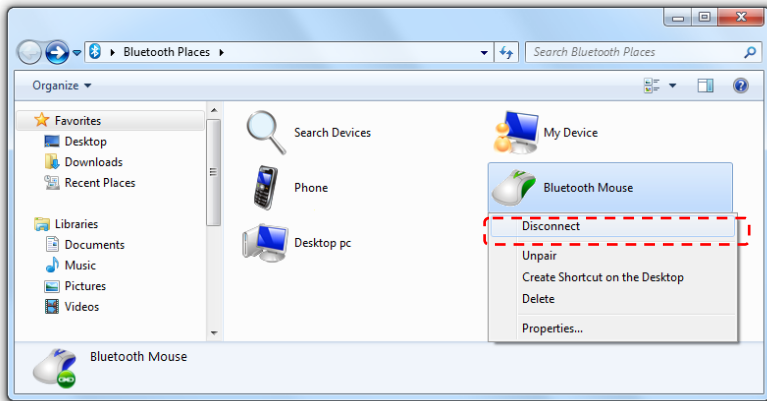 Bluetooth Places
Search Bluetooth Places
Organize
Favorites
Desktop
Downloads
Recent Places
Libraries
Documents
Music
Pictures
Videos
Search Devices
My Device
Phone
Bluetooth Mouse
Desktop pc
Disconnect
Unpair
Create Shortcut on the Desktop
Delete
Properties...
Bluetooth Mouse